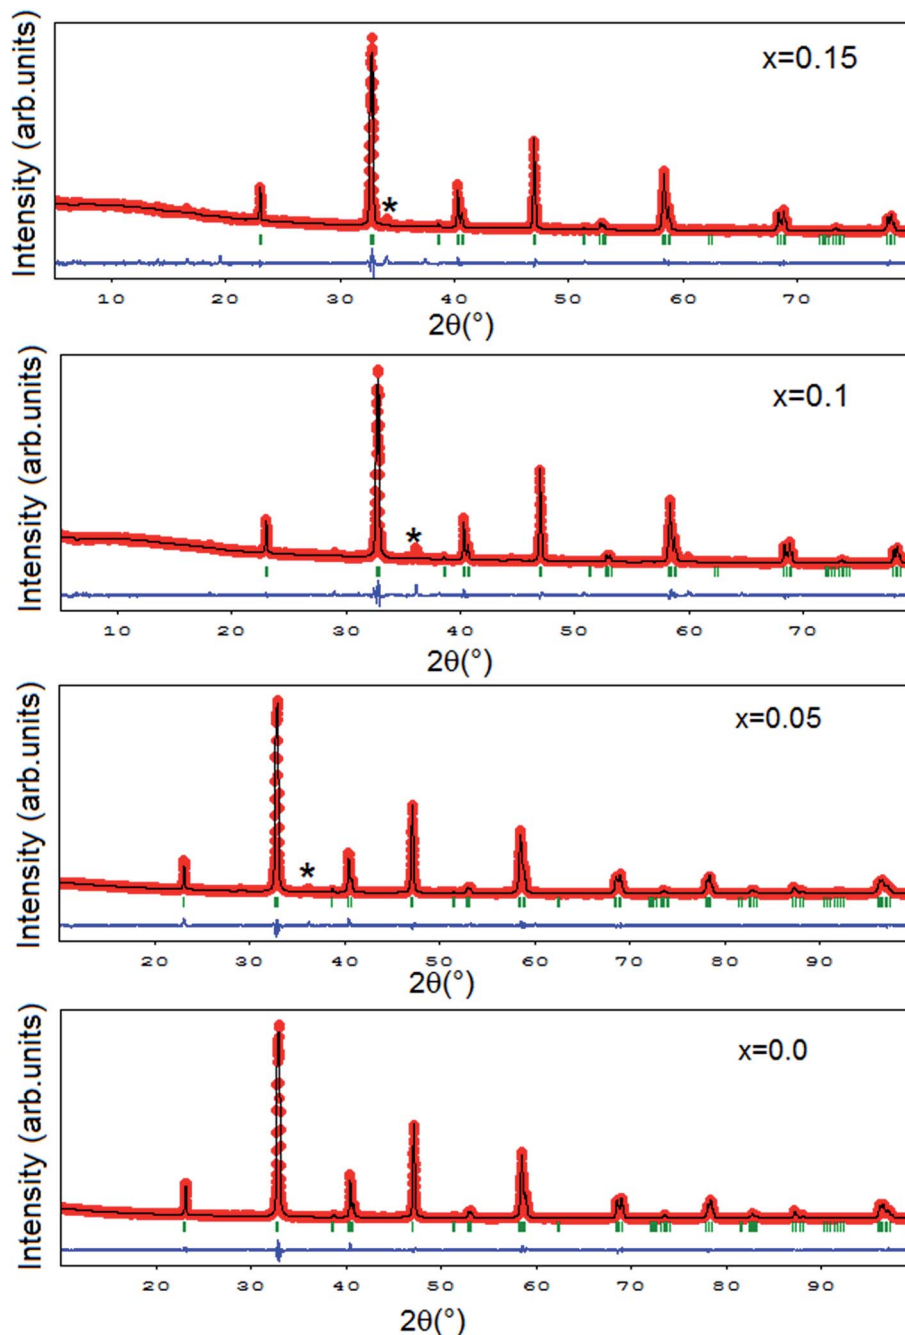 Intensity (arb.units)
x=0.15
*
10 20 30 40 50 60 70
2θ(°)
Intensity (arb.units)
x=0.1
*
10 20 30 40 50 60 70
2θ(°)
Intensity (arb.units)
x=0.05
*
20 30 40 50 60 70 80 90
2θ(°)
Intensity (arb.units)
x=0.0
20 30 40 50 60 70 80 90
2θ(°)